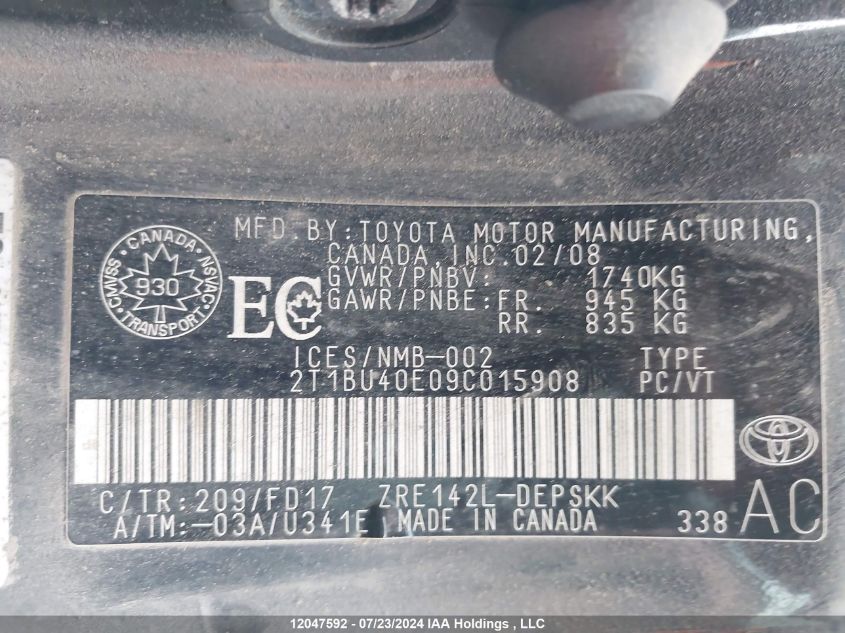 MFD. BY: TOYOTA MOTOR MANUFACTURING,
CANADA, INC. 02/08
GVWR/PNBV: 1740KG
GAWR/PNBE: FR. 945 KG
RR. 835 KG
CANADA
930
TRANSPORT
CMVSS
NSVAC
EC
ICES/NMB-002 TYPE
2T1BU40E09C015908 PC/VT
C/TR: 209/FD17 ZRE142L-DEPSKK
A/TM: -03A/U341E MADE IN CANADA 338 AC
12047592 - 07/23/2024 IAA Holdings , LLC